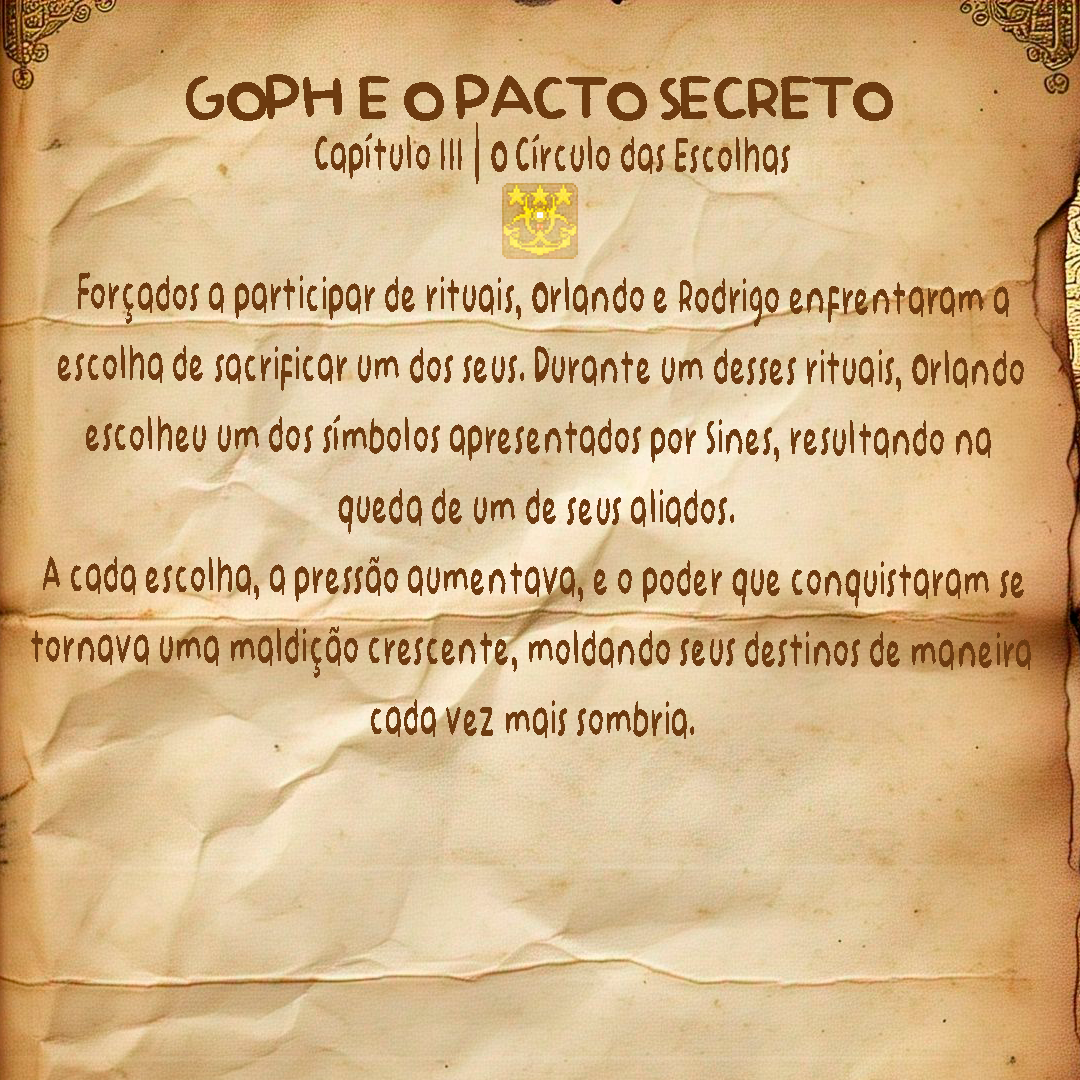 GOPH E O PACTO SECRETO
Capítulo III | O Círculo das Escolhas
Forçados a participar de rituais, Orlando e Rodrigo enfrentaram a
escolha de sacrificar um dos seus. Durante um desses rituais, Orlando
escolheu um dos símbolos apresentados por Sines, resultando na
queda de um de seus aliados.
A cada escolha, a pressão aumentava, e o poder que conquistaram se
tornava uma maldição crescente, moldando seus destinos de maneira
cada vez mais sombria.